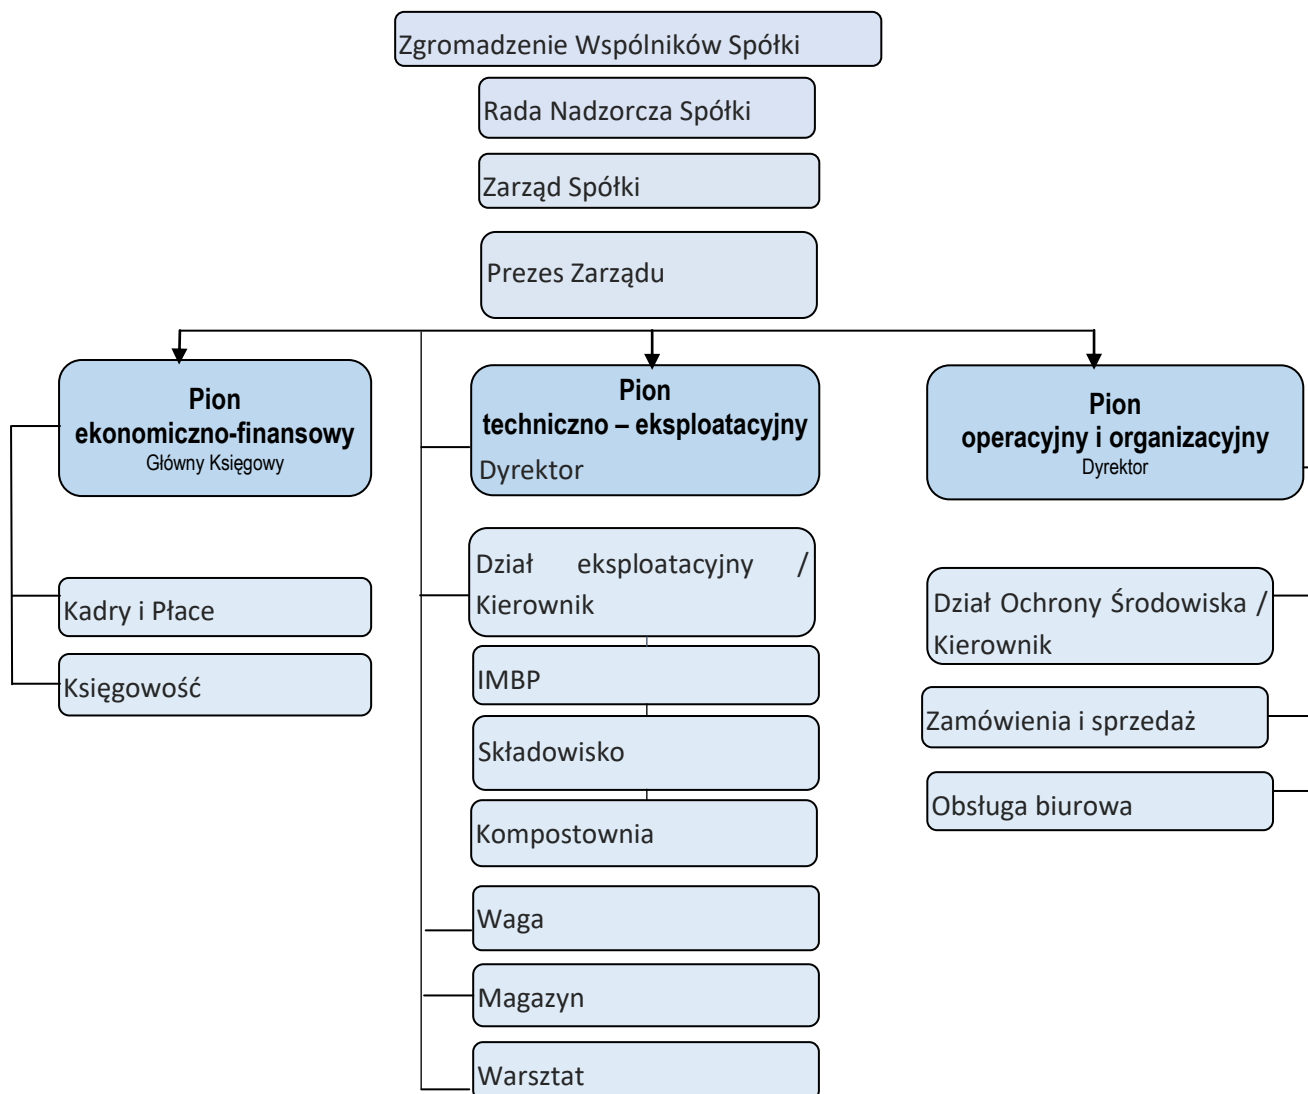 Zgromadzenie Wspólników Spółki
Rada Nadzorcza Spółki
Zarząd Spółki
Prezes Zarządu
Pion
ekonomiczno-finansowy
Główny Księgowy
Kadry i Płace
Księgowość
Pion
techniczno – eksploatacyjny
Dyrektor
Dział eksploatacyjny /
Kierownik
IMBP
Składowisko
Kompostownia
Waga
Magazyn
Warsztat
Pion
operacyjny i organizacyjny
Dyrektor
Dział Ochrony Środowiska /
Kierownik
Zamówienia i sprzedaż
Obsługa biurowa